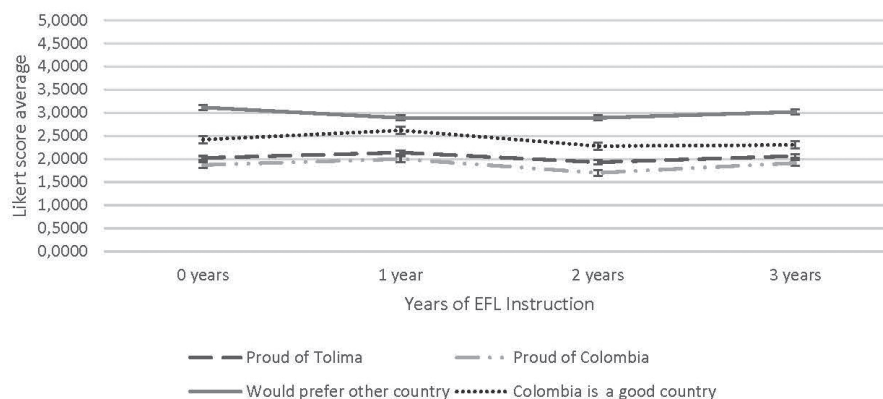 5,0000
4,5000
4,0000
3,5000
3,0000
2,5000
2,0000
1,5000
1,0000
0,5000
0,0000
Likert score average
0 years
1 year
2 years
3 years
Years of EFL Instruction
Proud of Tolima
Proud of Colombia
Would prefer other country
Colombia is a good country